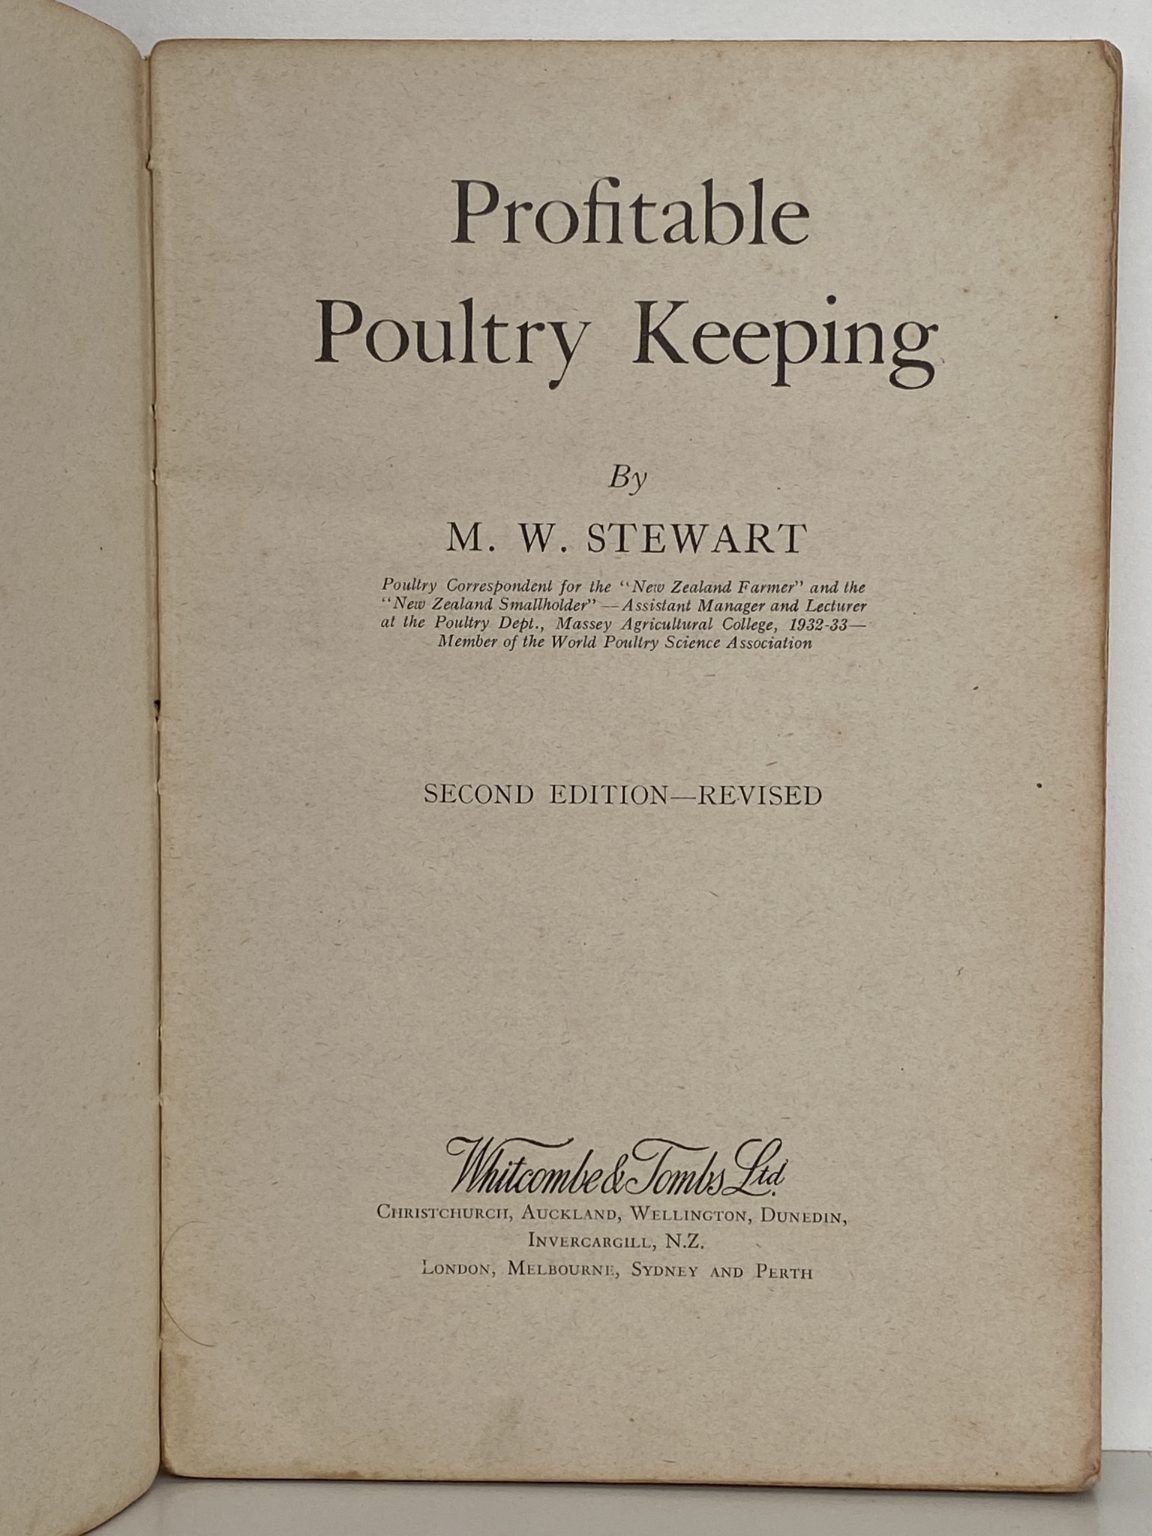 Profitable
Poultry Keeping
By
M. W. STEWART
Poultry Correspondent for the "New Zealand Farmer" and the
"New Zealand Smallholder" — Assistant Manager and Lecturer
at the Poultry Dept., Massey Agricultural College, 1932-33—
Member of the World Poultry Science Association
SECOND EDITION—REVISED
Whitcombe & Tombs Ltd.
CHRISTCHURCH, AUCKLAND, WELLINGTON, DUNEDIN,
INVERCARGILL, N.Z.
LONDON, MELBOURNE, SYDNEY AND PERTH